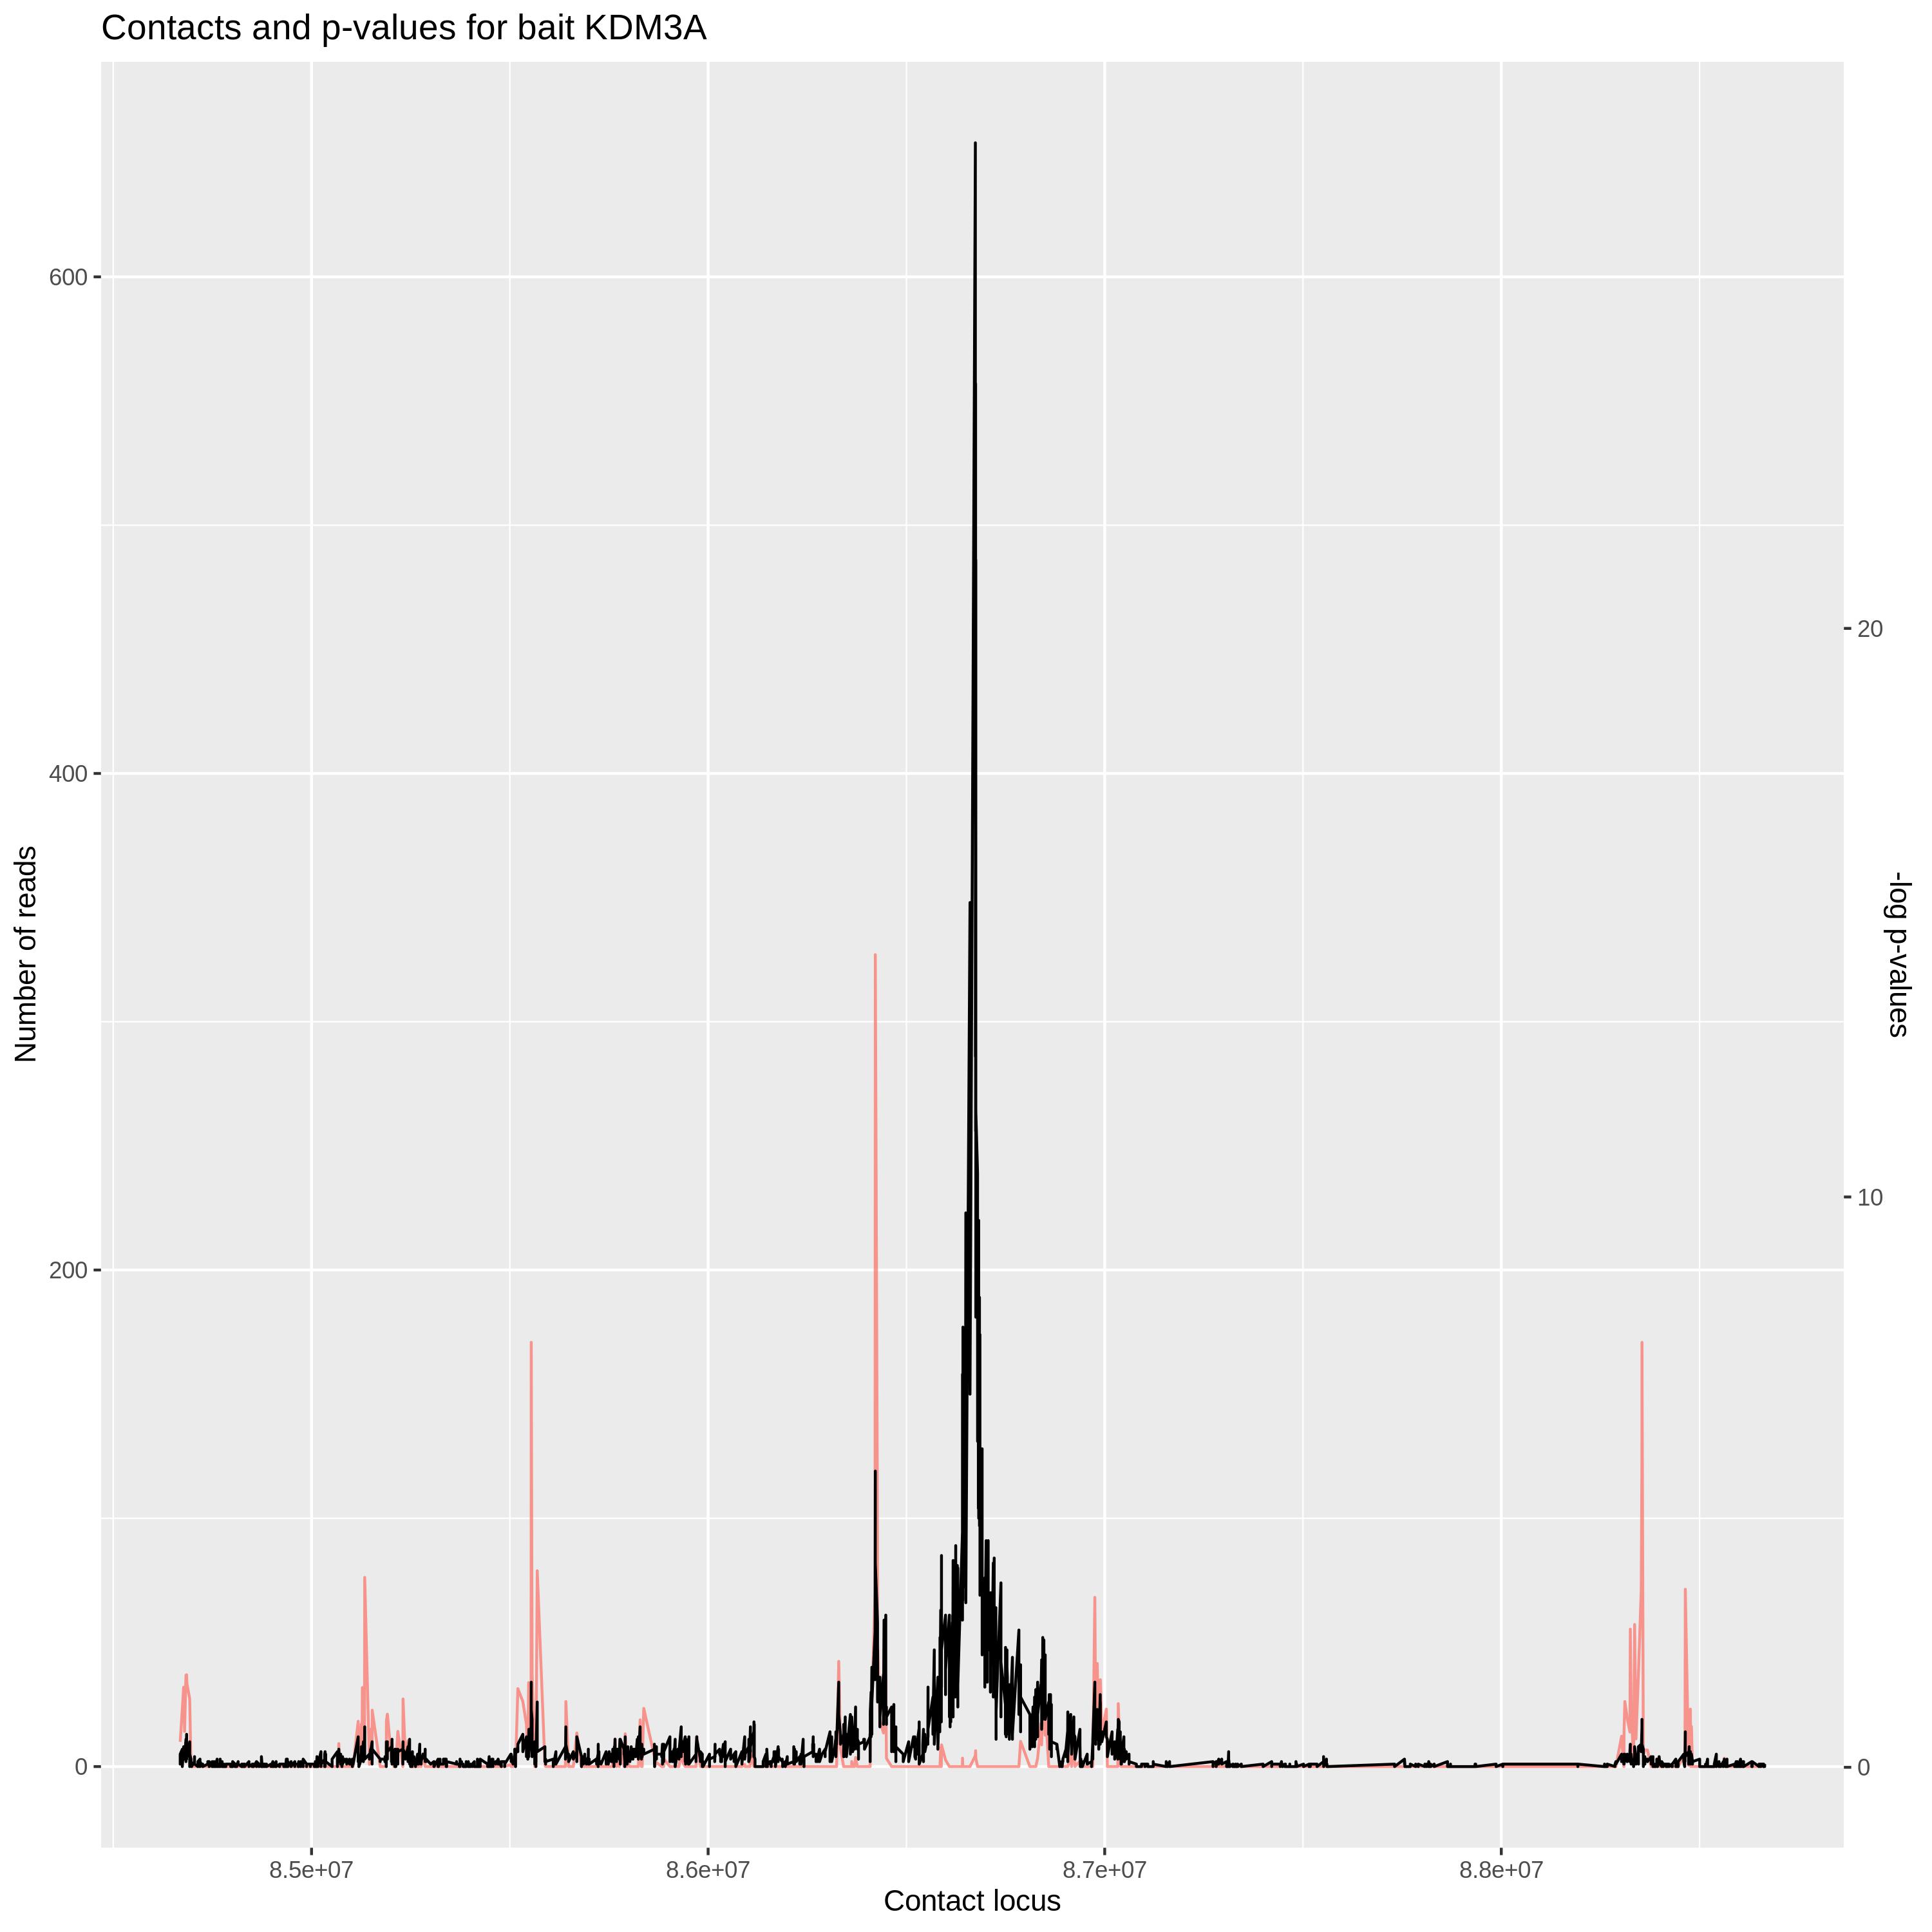 Contacts and p-values for bait KDM3A
600
400
200
0
Number of reads
20
10
0
-log p-values
8.5e+07 8.6e+07 8.7e+07 8.8e+07
Contact locus